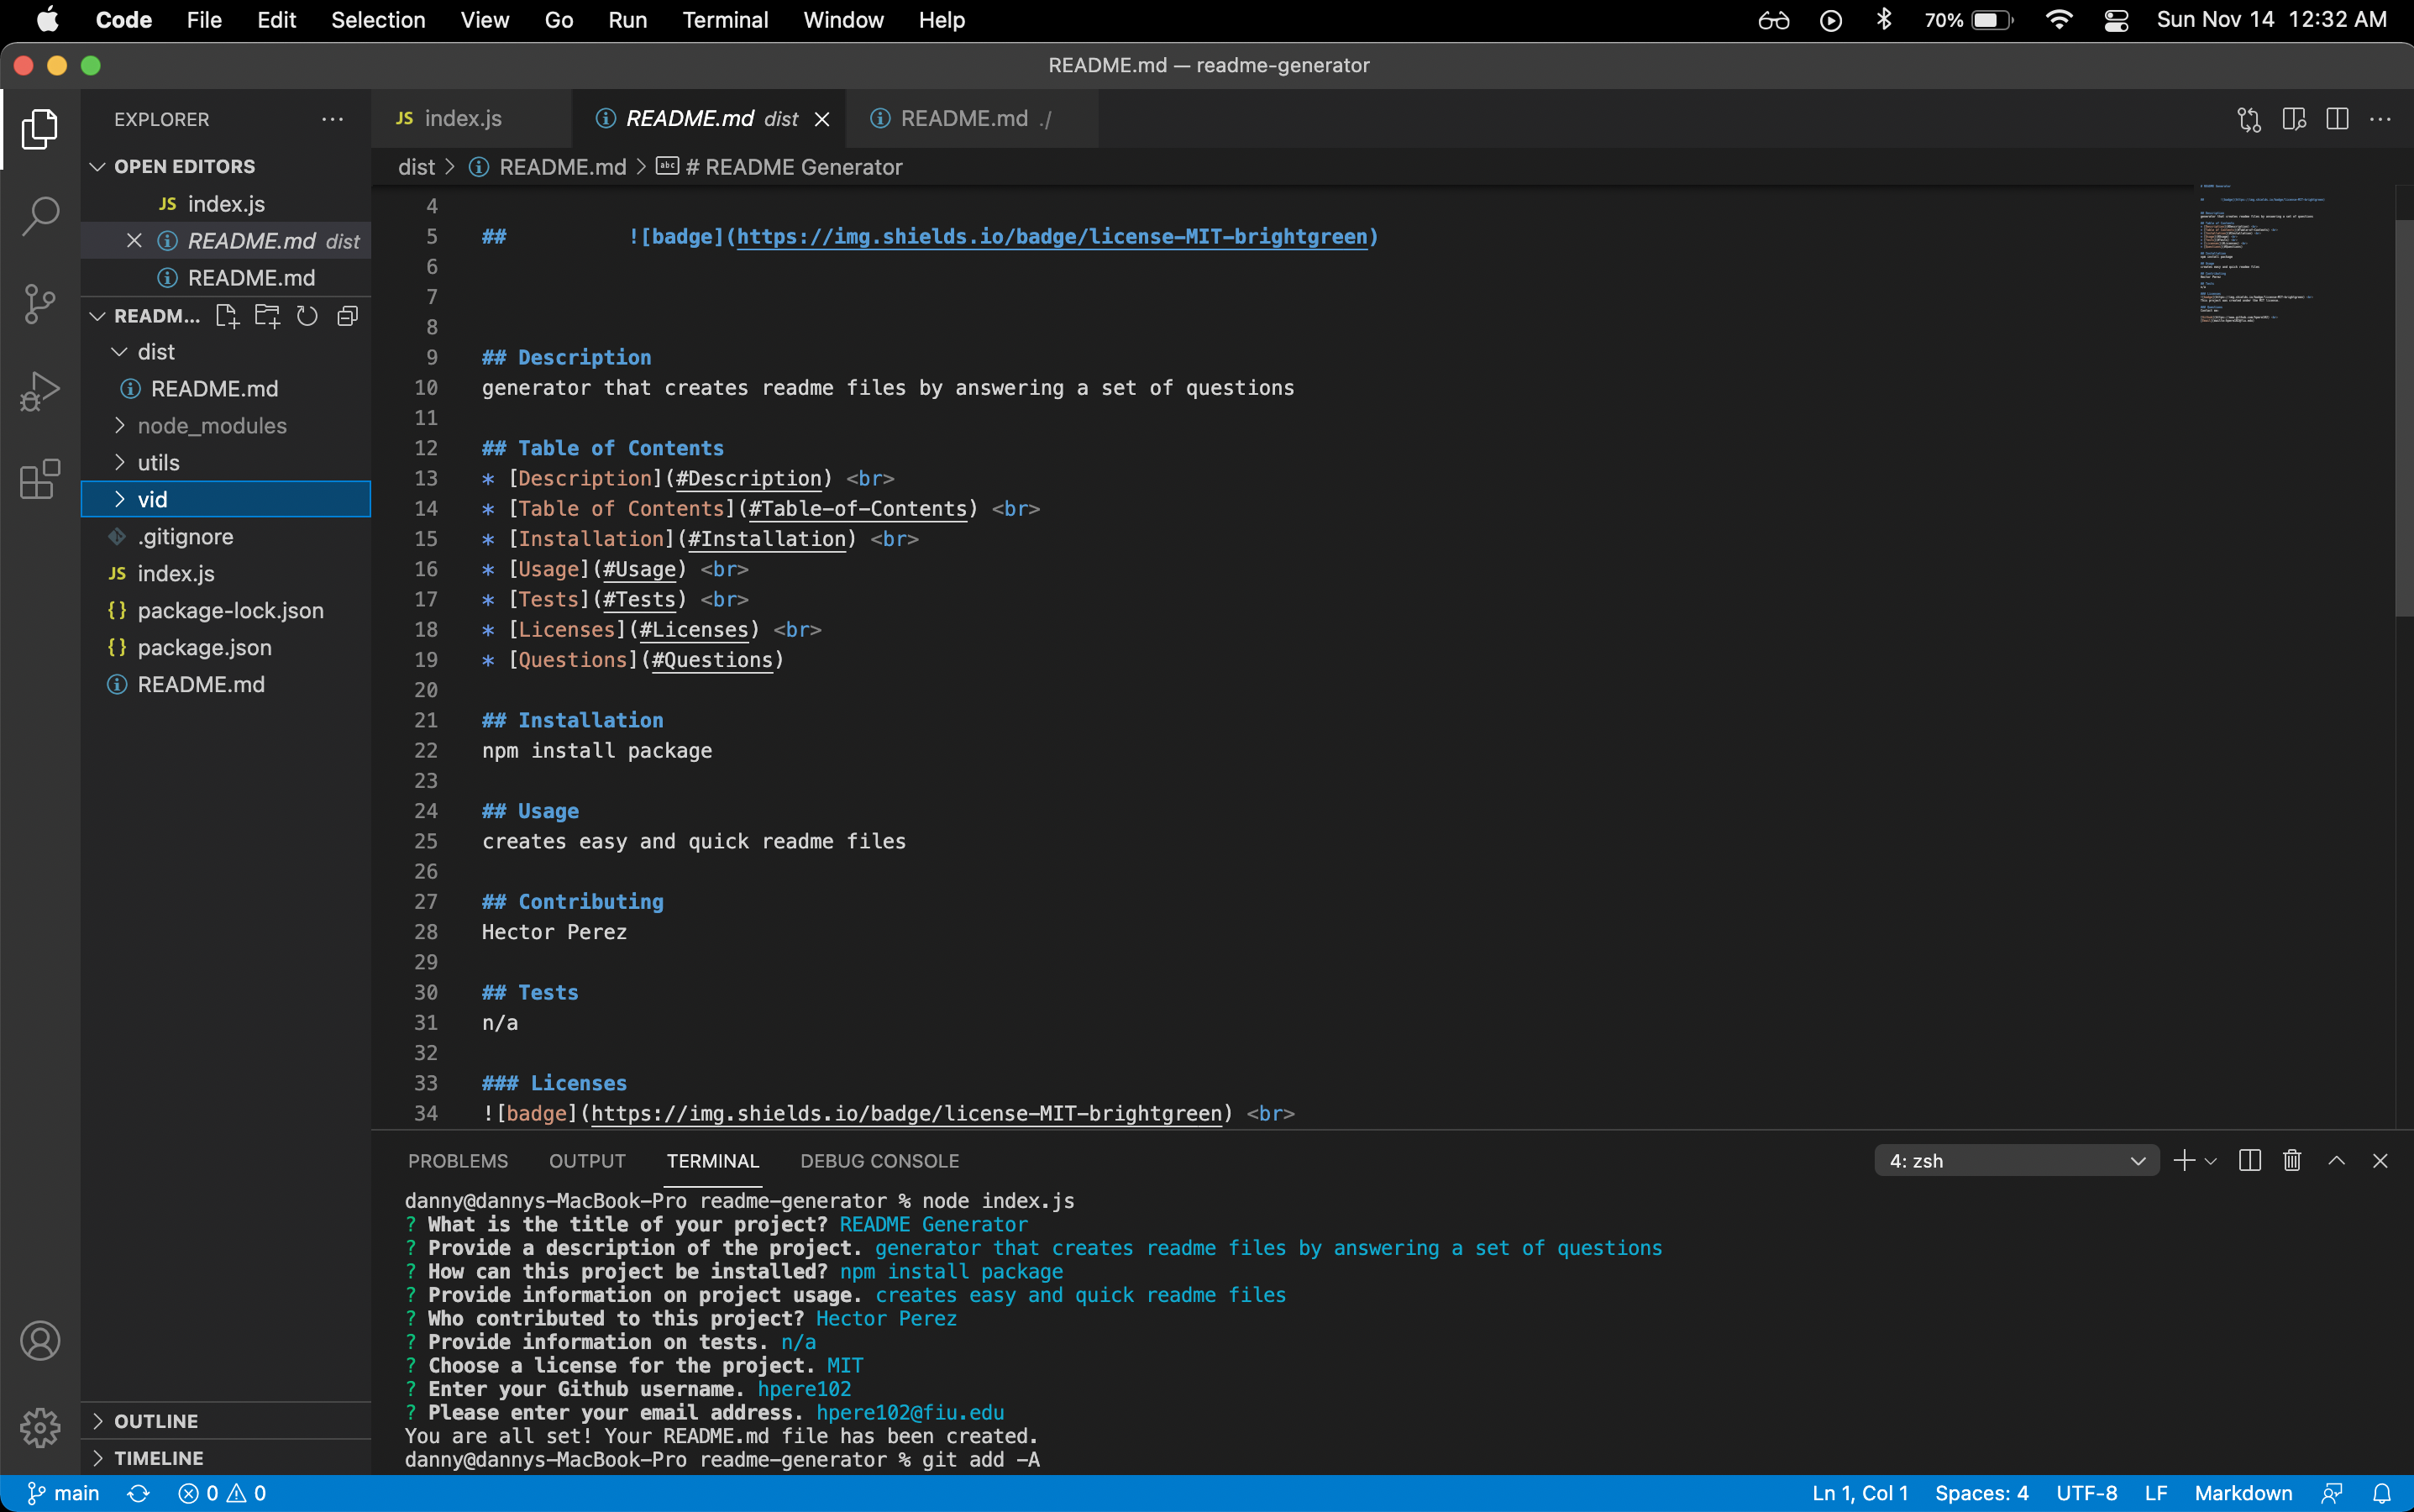 Code File Edit Selection View Go Run Terminal Window Help 70% Sun Nov 14 12:32 AM
README.md — readme-generator
EXPLORER
OPEN EDITORS
JS index.js
README.md dist
README.md
READM...
dist
README.md
node_modules
utils
vid
.gitignore
JS index.js
{} package-lock.json
{} package.json
README.md
OUTLINE
TIMELINE
JS index.js README.md dist README.md ./
dist > README.md > # README Generator
4
5 ## ![badge](https://img.shields.io/badge/license-MIT-brightgreen)
6
7
8
9 ## Description
10 generator that creates readme files by answering a set of questions
11
12 ## Table of Contents
13 * [Description](#Description) <br>
14 * [Table of Contents](#Table-of-Contents) <br>
15 * [Installation](#Installation) <br>
16 * [Usage](#Usage) <br>
17 * [Tests](#Tests) <br>
18 * [Licenses](#Licenses) <br>
19 * [Questions](#Questions)
20
21 ## Installation
22 npm install package
23
24 ## Usage
25 creates easy and quick readme files
26
27 ## Contributing
28 Hector Perez
29
30 ## Tests
31 n/a
32
33 ### Licenses
34 ![badge](https://img.shields.io/badge/license-MIT-brightgreen) <br>
PROBLEMS OUTPUT TERMINAL DEBUG CONSOLE 4: zsh
danny@dannys-MacBook-Pro readme-generator % node index.js
? What is the title of your project? README Generator
? Provide a description of the project. generator that creates readme files by answering a set of questions
? How can this project be installed? npm install package
? Provide information on project usage. creates easy and quick readme files
? Who contributed to this project? Hector Perez
? Provide information on tests. n/a
? Choose a license for the project. MIT
? Enter your Github username. hpere102
? Please enter your email address. hpere102@fiu.edu
You are all set! Your README.md file has been created.
danny@dannys-MacBook-Pro readme-generator % git add -A
main 0 0 Ln 1, Col 1 Spaces: 4 UTF-8 LF Markdown